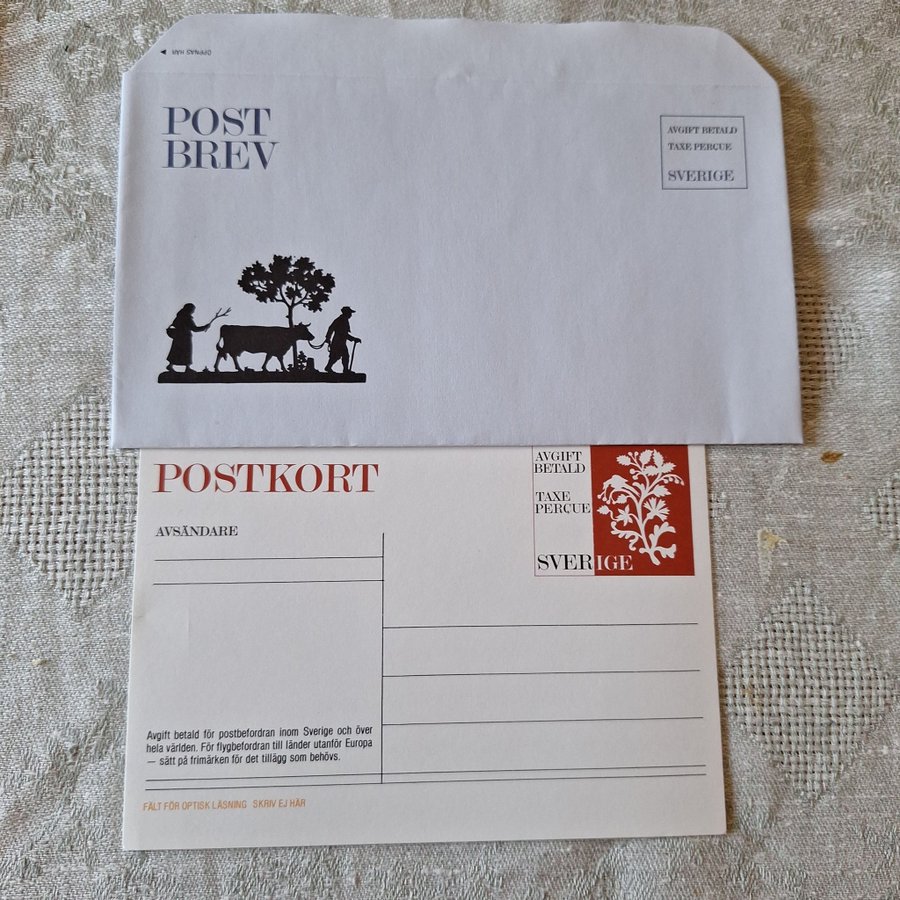 ◄ ÖPPNAS HÄR
POST
BREV
AVGIFT BETALD
TAXE PERÇUE
SVERIGE
POSTKORT
AVGIFT
BETALD
TAXE
PERÇUE
SVERIGE
AVSÄNDARE
Avgift betald för postbefordran inom Sverige och över
hela världen. För flygbefordran till länder utanför Europa
— sätt på frimärken för det tillägg som behövs.
FÄLT FÖR OPTISK LÄSNING SKRIV EJ HÄR